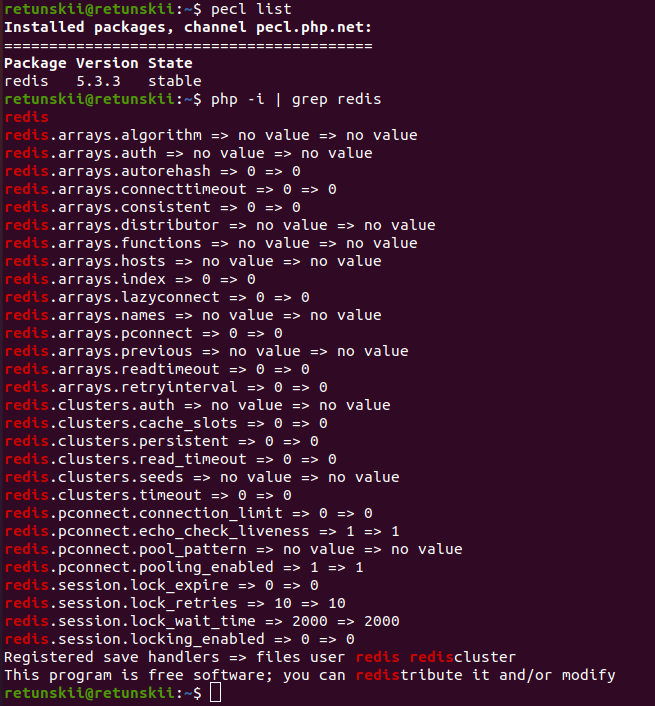 retunskii@retunskii:~$ pecl list
Installed packages, channel pecl.php.net:
=========================================
Package Version State
redis   5.3.3   stable
retunskii@retunskii:~$ php -i | grep redis
redis
redis.arrays.algorithm => no value => no value
redis.arrays.auth => no value => no value
redis.arrays.autorehash => 0 => 0
redis.arrays.connecttimeout => 0 => 0
redis.arrays.consistent => 0 => 0
redis.arrays.distributor => no value => no value
redis.arrays.functions => no value => no value
redis.arrays.hosts => no value => no value
redis.arrays.index => 0 => 0
redis.arrays.lazyconnect => 0 => 0
redis.arrays.names => no value => no value
redis.arrays.pconnect => 0 => 0
redis.arrays.previous => no value => no value
redis.arrays.readtimeout => 0 => 0
redis.arrays.retryinterval => 0 => 0
redis.clusters.auth => no value => no value
redis.clusters.cache_slots => 0 => 0
redis.clusters.persistent => 0 => 0
redis.clusters.read_timeout => 0 => 0
redis.clusters.seeds => no value => no value
redis.clusters.timeout => 0 => 0
redis.pconnect.connection_limit => 0 => 0
redis.pconnect.echo_check_liveness => 1 => 1
redis.pconnect.pool_pattern => no value => no value
redis.pconnect.pooling_enabled => 1 => 1
redis.session.lock_expire => 0 => 0
redis.session.lock_retries => 10 => 10
redis.session.lock_wait_time => 2000 => 2000
redis.session.locking_enabled => 0 => 0
Registered save handlers => files user redis rediscluster
This program is free software; you can redistribute it and/or modify
retunskii@retunskii:~$